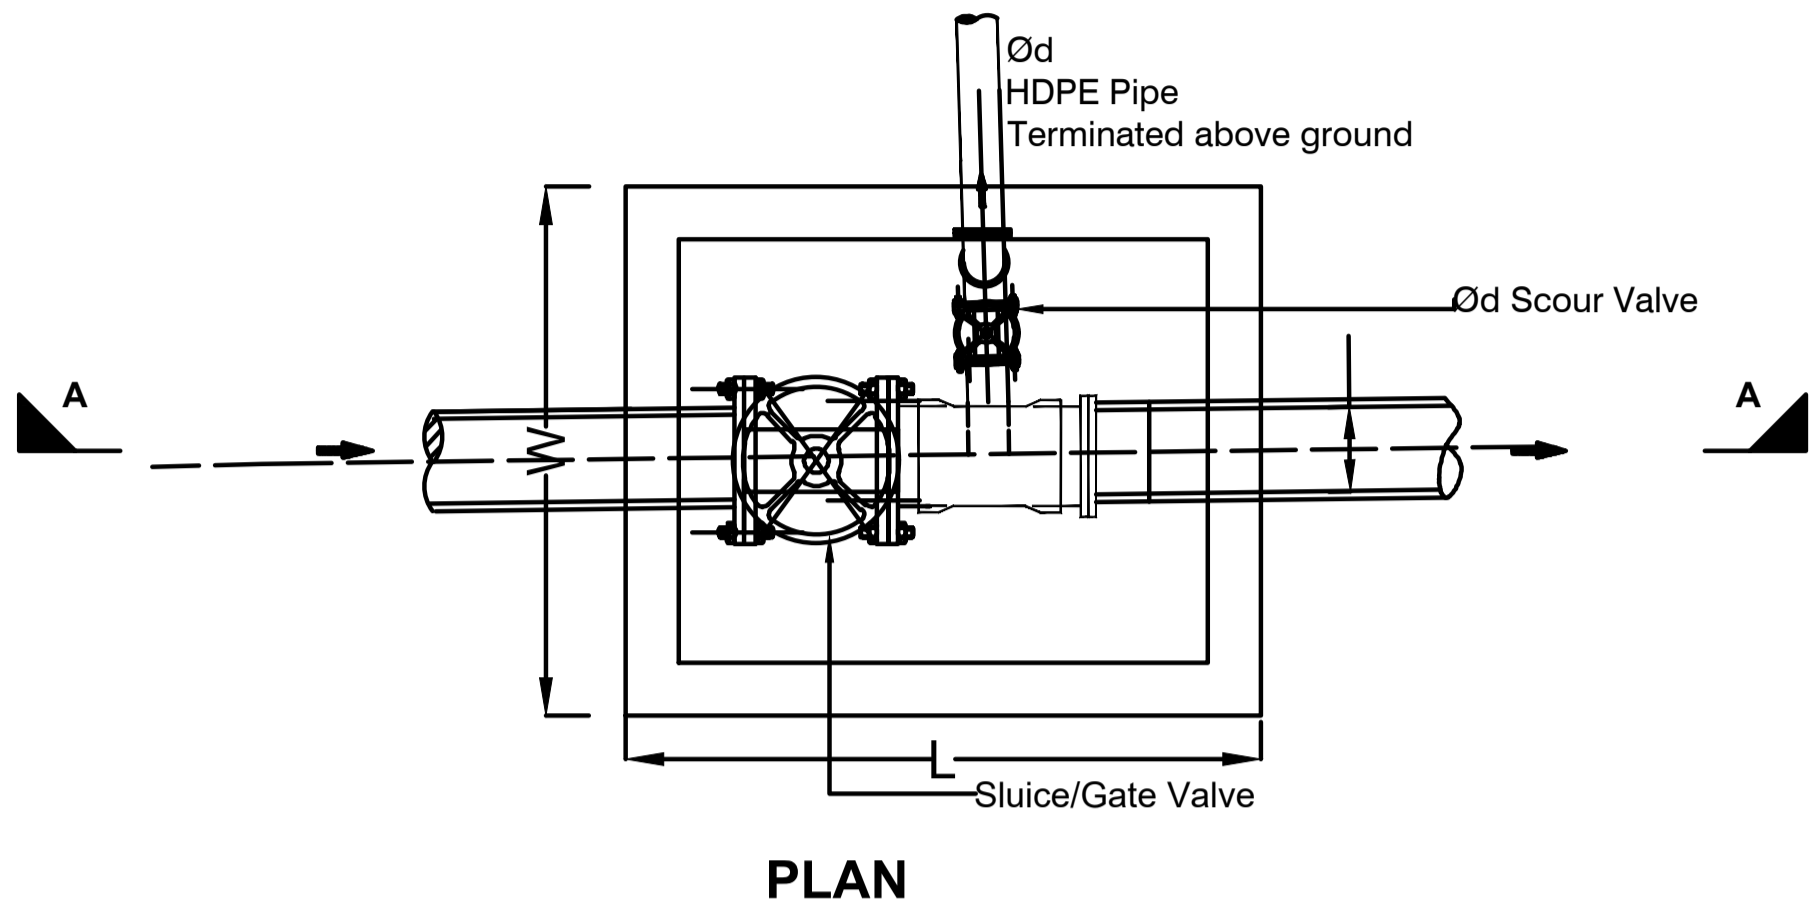 Ød
HDPE Pipe
Terminated above ground
Ød Scour Valve
A
A
W
L
Sluice/Gate Valve
PLAN